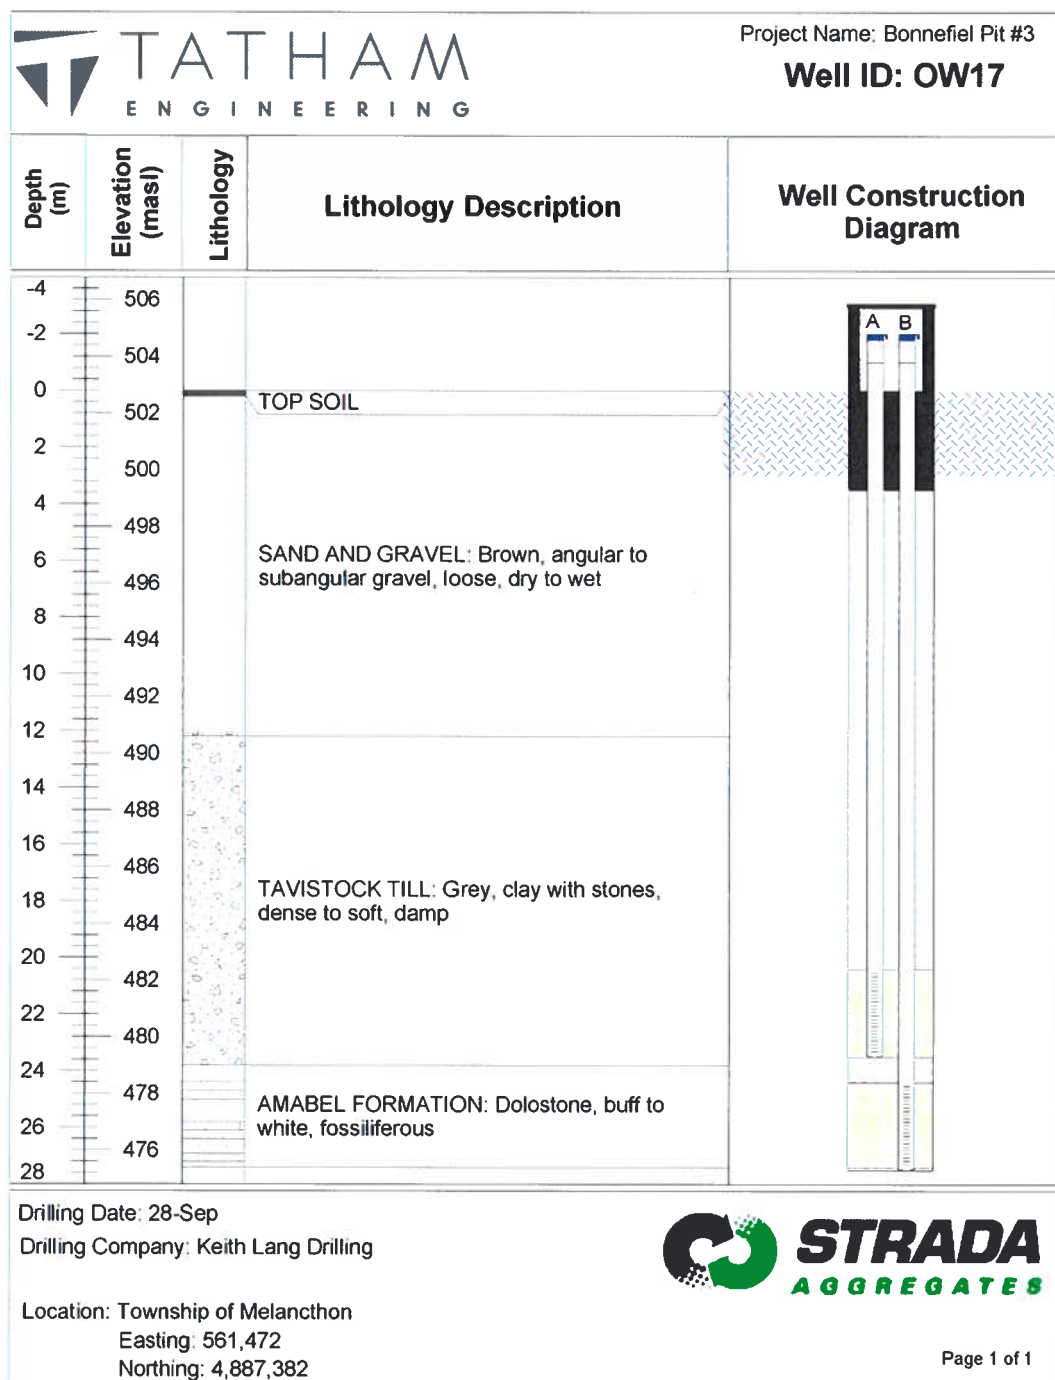 TATHAM
ENGINEERING
Project Name: Bonnefiel Pit #3
Well ID: OW17
Depth
(m)
Elevation
(masl)
Lithology
Lithology Description
Well Construction
Diagram
-4
-2
0
2
4
6
8
10
12
14
16
18
20
22
24
26
28
506
504
502
500
498
496
494
492
490
488
486
484
482
480
478
476
TOP SOIL
SAND AND GRAVEL: Brown, angular to
subangular gravel, loose, dry to wet
TAVISTOCK TILL: Grey, clay with stones,
dense to soft, damp
AMABEL FORMATION: Dolostone, buff to
white, fossiliferous
A B
Drilling Date: 28-Sep
Drilling Company: Keith Lang Drilling
Location: Township of Melancthon
Easting: 561,472
Northing: 4,887,382
STRADA
AGGREGATES
Page 1 of 1